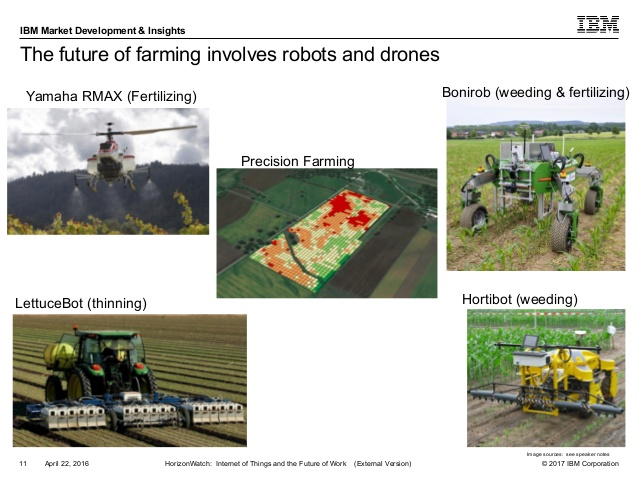 IBM Market Development & Insights
IBM
The future of farming involves robots and drones
Yamaha RMAX (Fertilizing)
Bonirob (weeding & fertilizing)
Precision Farming
LettuceBot (thinning)
Hortibot (weeding)
Image sources: see speaker notes
11 April 22, 2016 HorizonWatch: Internet of Things and the Future of Work (External Version) © 2017 IBM Corporation